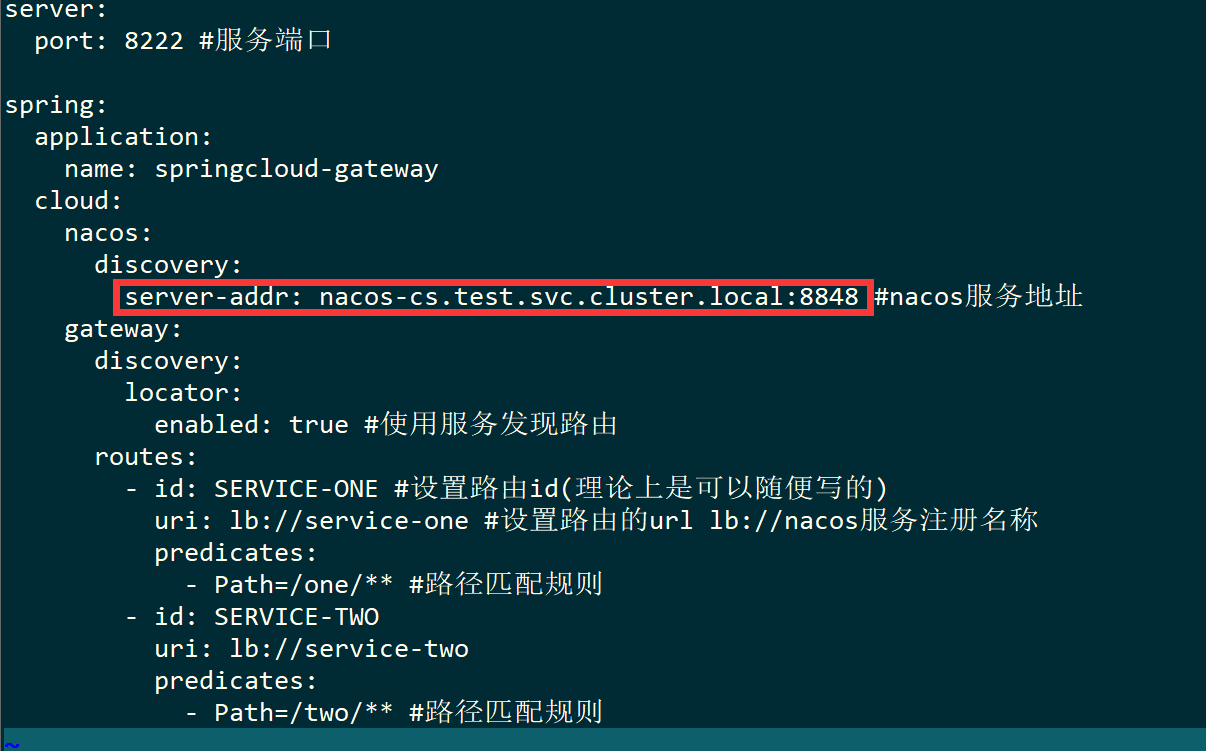 server:
  port: 8222 #服务端口

spring:
  application:
    name: springcloud-gateway
  cloud:
    nacos:
      discovery:
        server-addr: nacos-cs.test.svc.cluster.local:8848 #nacos服务地址
    gateway:
      discovery:
        locator:
          enabled: true #使用服务发现路由
      routes:
        - id: SERVICE-ONE #设置路由id(理论上是可以随便写的)
          uri: lb://service-one #设置路由的url lb://nacos服务注册名称
          predicates:
            - Path=/one/** #路径匹配规则
        - id: SERVICE-TWO
          uri: lb://service-two
          predicates:
            - Path=/two/** #路径匹配规则
~